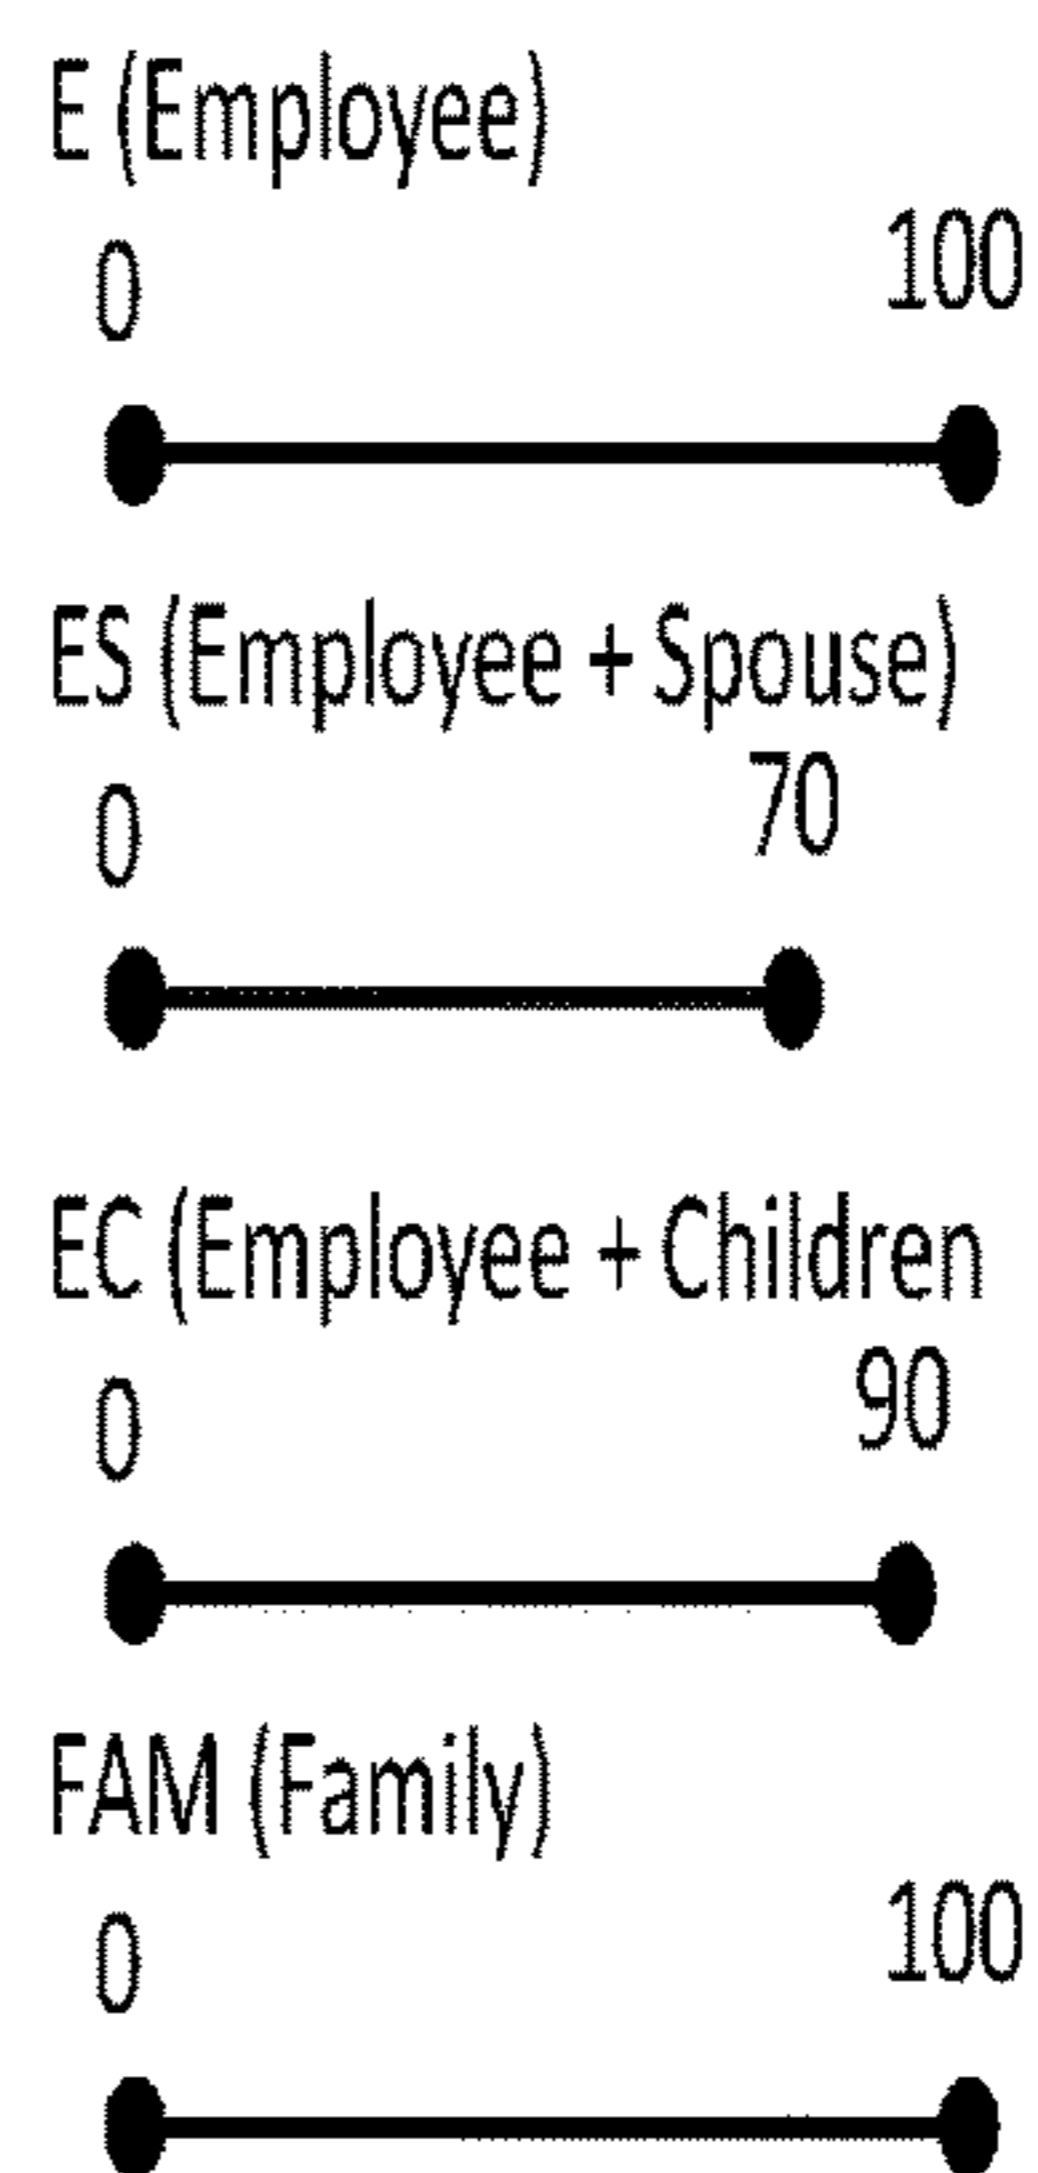 E (Employee)
0 100
ES (Employee + Spouse)
0 70
EC (Employee + Children
0 90
FAM (Family)
0 100